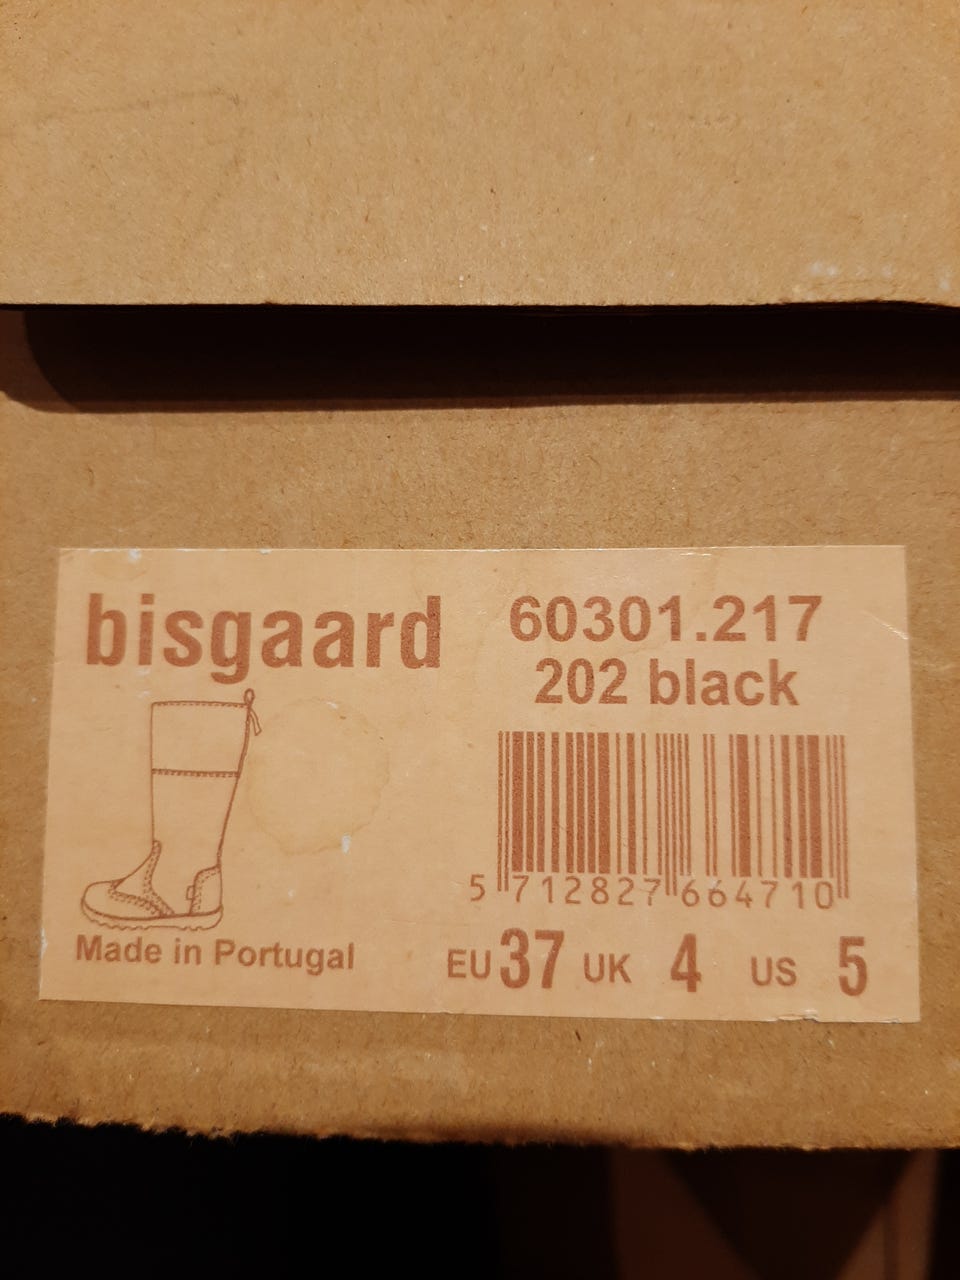 bisgaard
60301.217
202 black
5 712827 664710
Made in Portugal
EU 37 UK 4 US 5